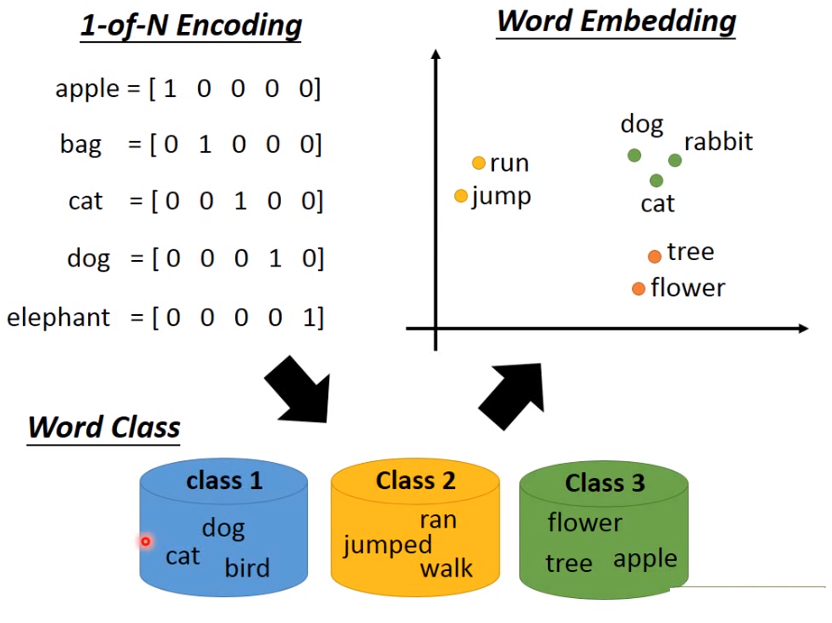 1-of-N Encoding
apple = [ 1 0 0 0 0]
bag = [ 0 1 0 0 0]
cat = [ 0 0 1 0 0]
dog = [ 0 0 0 1 0]
elephant = [ 0 0 0 0 1]
Word Embedding
dog
rabbit
run
jump
cat
tree
flower
Word Class
class 1
dog
cat
bird
Class 2
ran
jumped
walk
Class 3
flower
tree apple